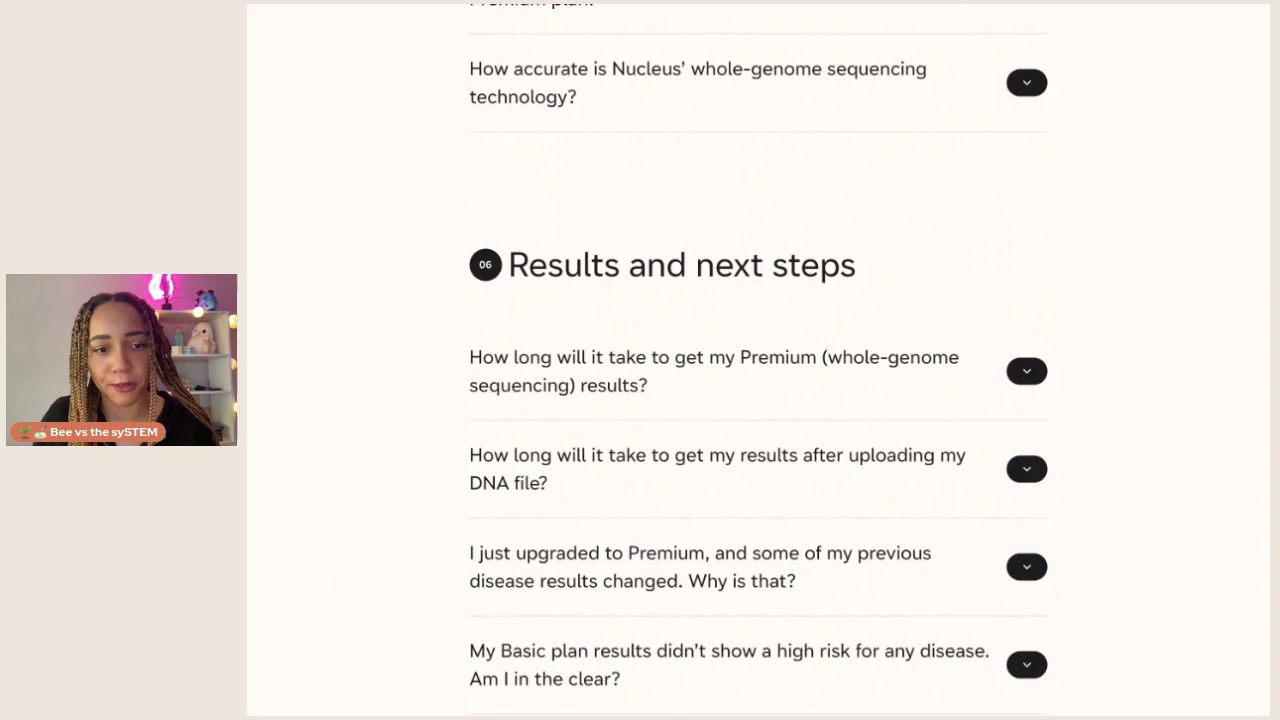 Premium plan?
How accurate is Nucleus’ whole-genome sequencing
technology?
06 Results and next steps
How long will it take to get my Premium (whole-genome
sequencing) results?
How long will it take to get my results after uploading my
DNA file?
I just upgraded to Premium, and some of my previous
disease results changed. Why is that?
My Basic plan results didn’t show a high risk for any disease.
Am I in the clear?
Bee vs the sySTEM